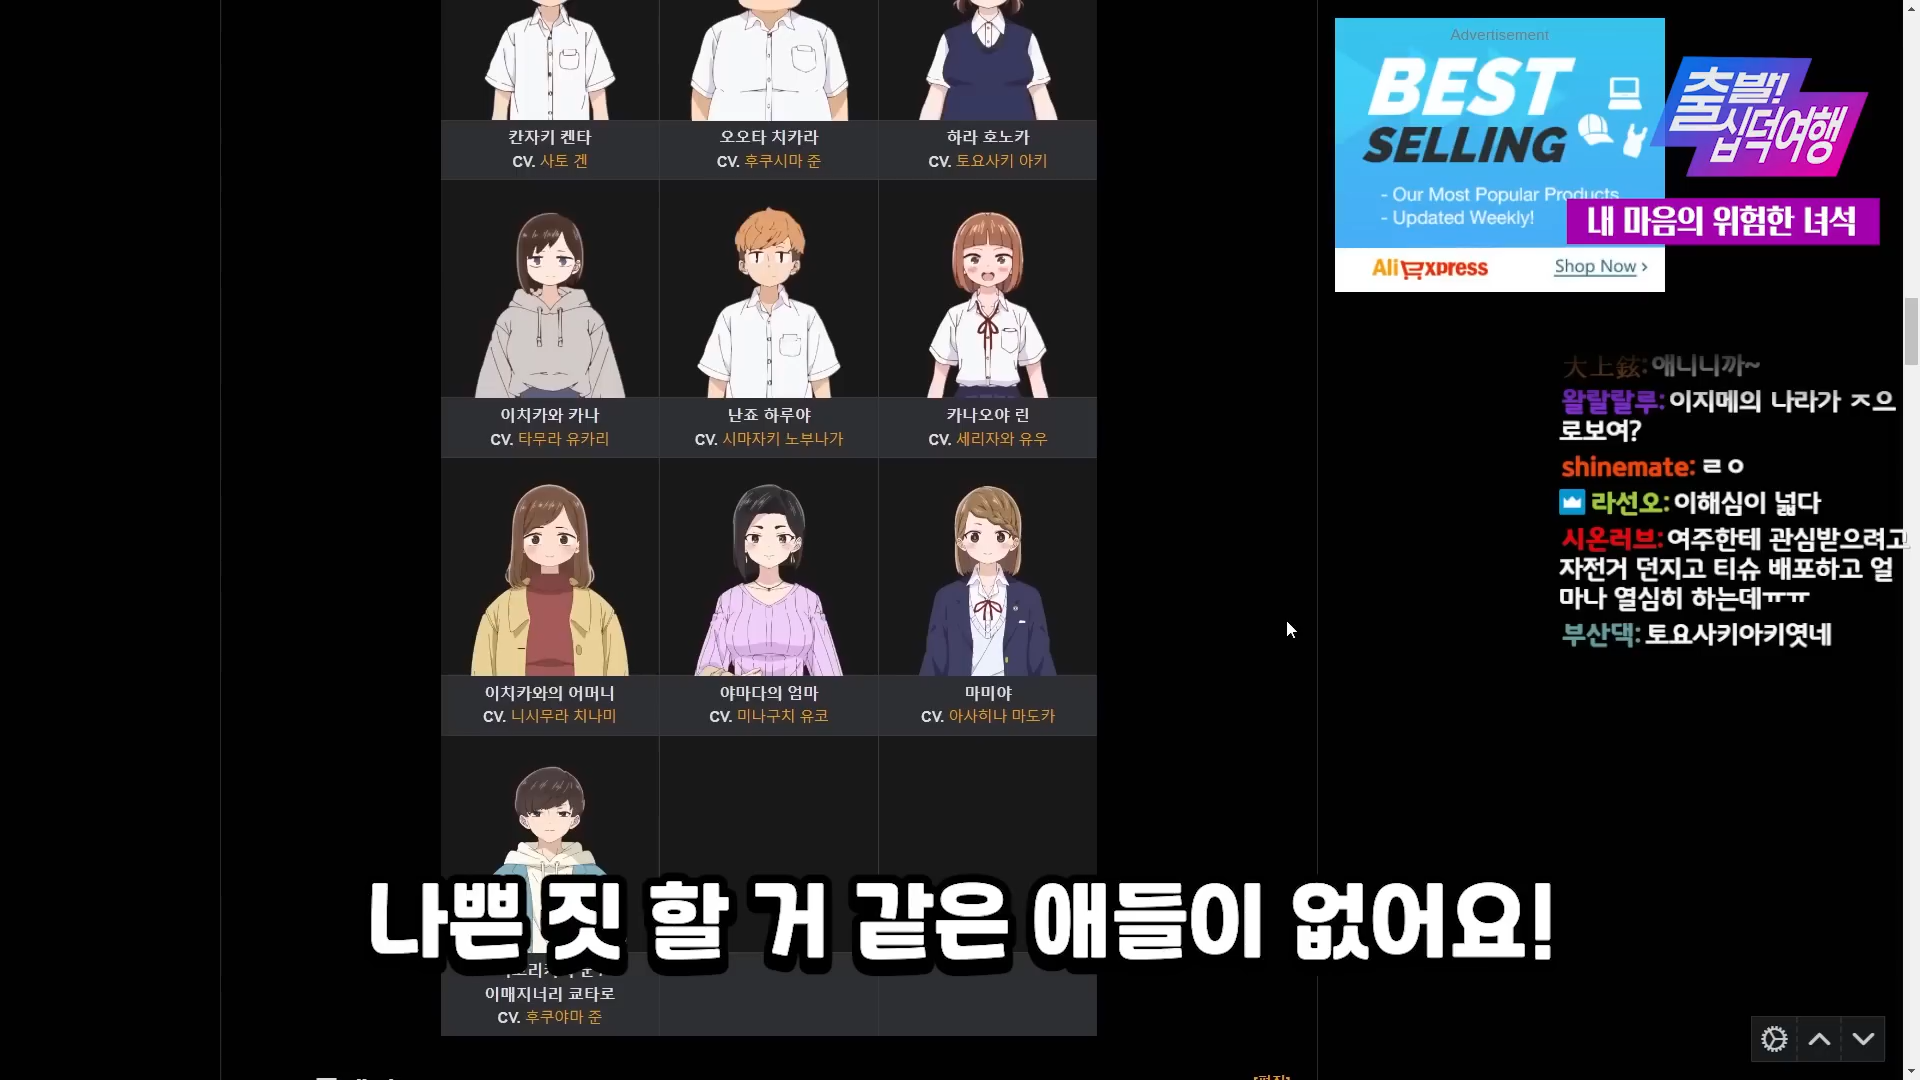 칸자키 켄타
CV. 사토 겐
오오타 치카라
CV. 후쿠시마 준
하라 호노카
CV. 토요사키 아키
이치카와 카나
CV. 타무라 유카리
난죠 하루야
CV. 시마자키 노부나가
카나오야 린
CV. 세리자와 유우
이치카와의 어머니
CV. 니시무라 치나미
야마다의 엄마
CV. 미나구치 유코
마미야
CV. 아사히나 마도카
이매지너리 쿄타로
CV. 후쿠야마 준
나쁜 짓 할 거 같은 애들이 없어요!
Advertisement
BEST
SELLING
- Our Most Popular Products
- Updated Weekly!
AliExpress
Shop Now ›
출발!
십덕여행
내 마음의 위험한 녀석
大上鉉: 애니니까~
왈랄랄루: 이지메의 나라가 ㅈ으
로보여?
shinemate: ㄹㅇ
라선오: 이해심이 넓다
시온러브: 여주한테 관심받으려고
자전거 던지고 티슈 배포하고 얼
마나 열심히 하는데ㅠㅠ
부산댁: 토요사키아키엿네